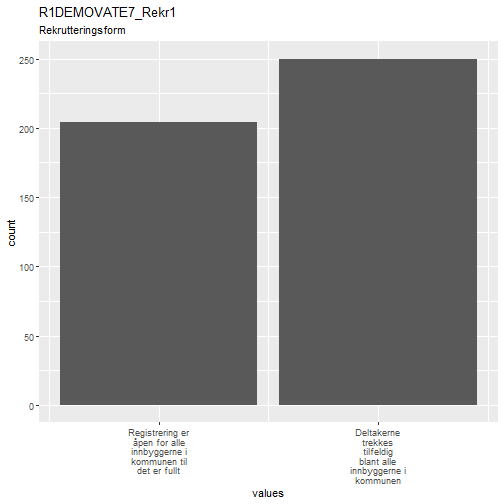 R1DEMOVATE7_Rekr1
Rekrutteringsform
count
250
200
150
100
50
0
Registrering er
åpen for alle
innbyggerne i
kommunen til
det er fullt
Deltakerne
trekkes
tilfeldig
blant alle
innbyggerne i
kommunen
values